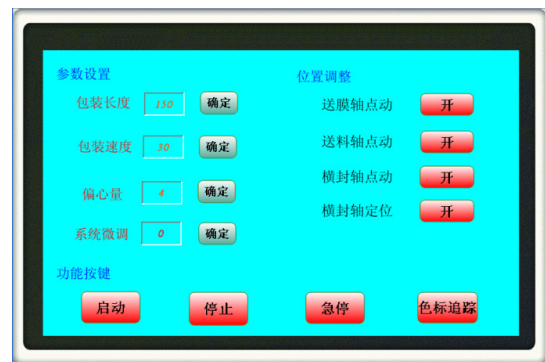 参数设置
包装长度 150 确定
包装速度 30 确定
偏心量 4 确定
系统微调 0 确定
位置调整
送膜轴点动 开
送料轴点动 开
横封轴点动 开
横封轴定位 开
功能按键
启动 停止 急停 色标追踪